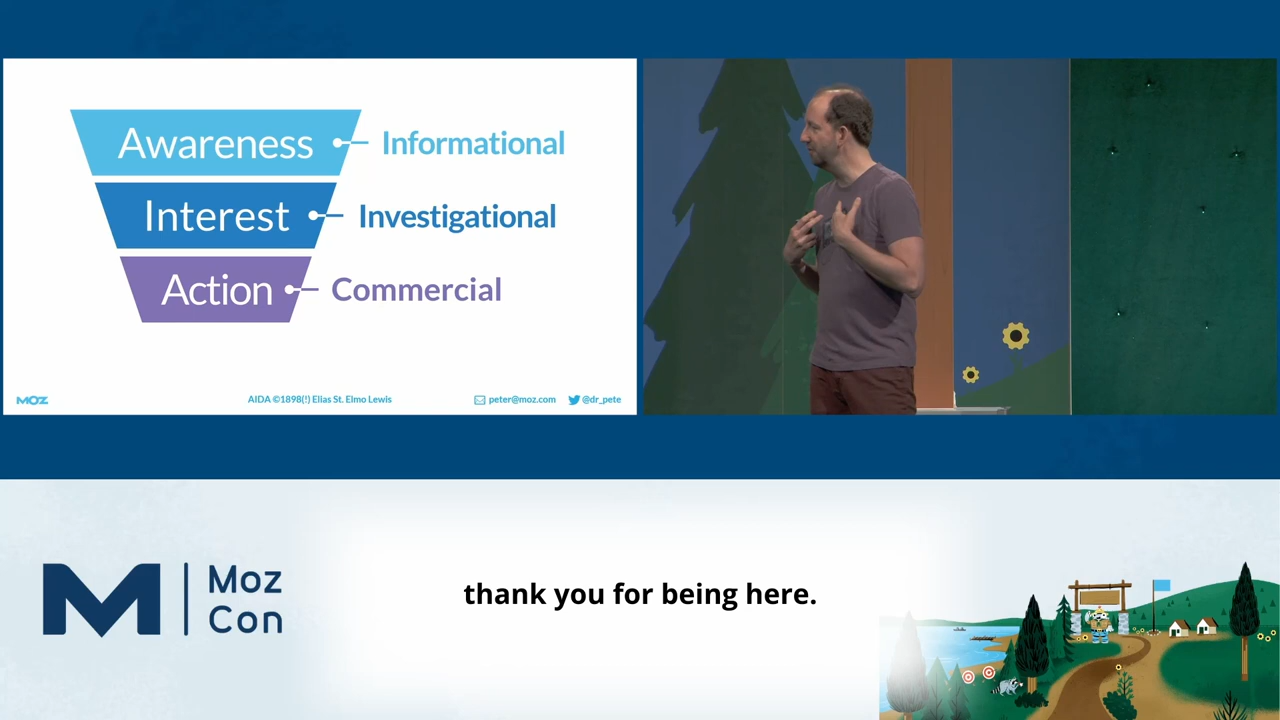 Awareness Informational
Interest Investigational
Action Commercial
MOZ AIDA ©1898(!) Elias St. Elmo Lewis peter@moz.com @dr_pete
M Moz
Con
thank you for being here.